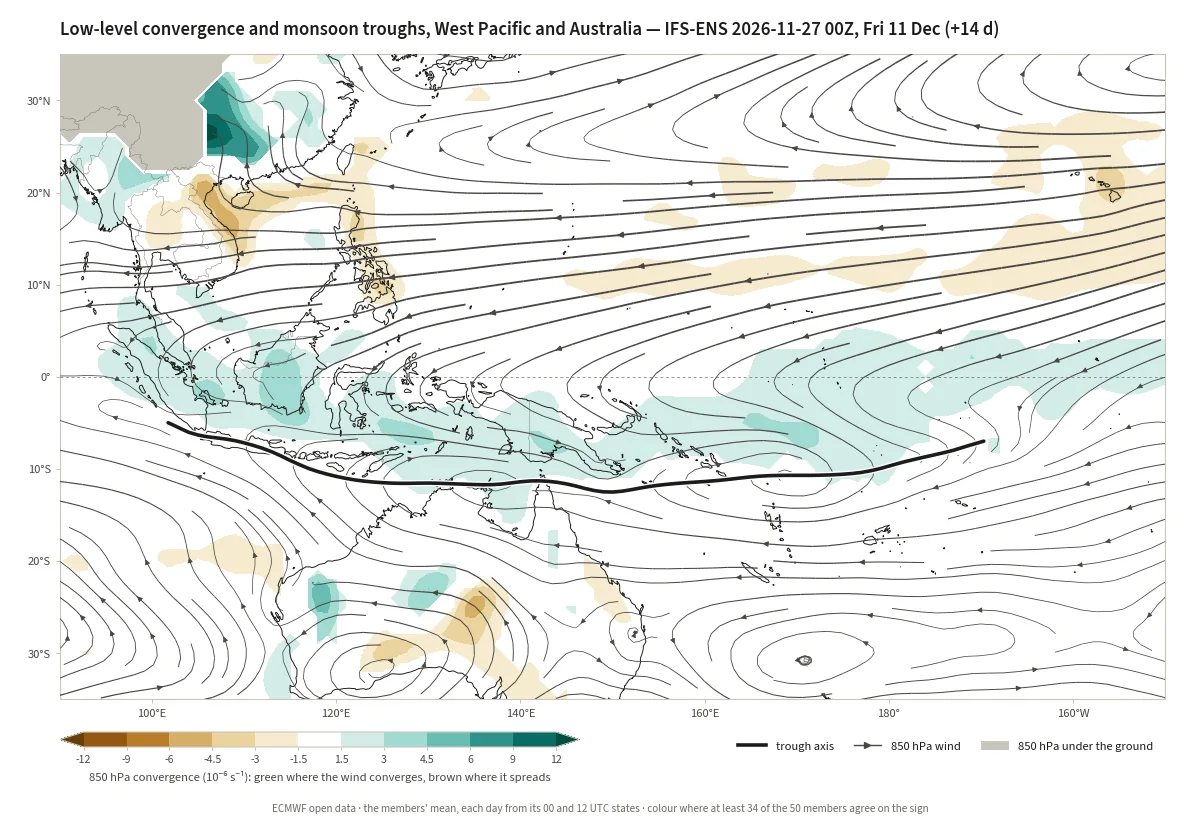 Low-level convergence and monsoon troughs, West Pacific and Australia — IFS-ENS 2026-11-27 00Z, Fri 11 Dec (+14 d)
30°N
20°N
10°N
0°
10°S
20°S
30°S
100°E 120°E 140°E 160°E 180° 160°W
-12 -9 -6 -4.5 -3 -1.5 1.5 3 4.5 6 9 12
850 hPa convergence (10⁻⁶ s⁻¹): green where the wind converges, brown where it spreads
trough axis 850 hPa wind 850 hPa under the ground
ECMWF open data · the members' mean, each day from its 00 and 12 UTC states · colour where at least 34 of the 50 members agree on the sign